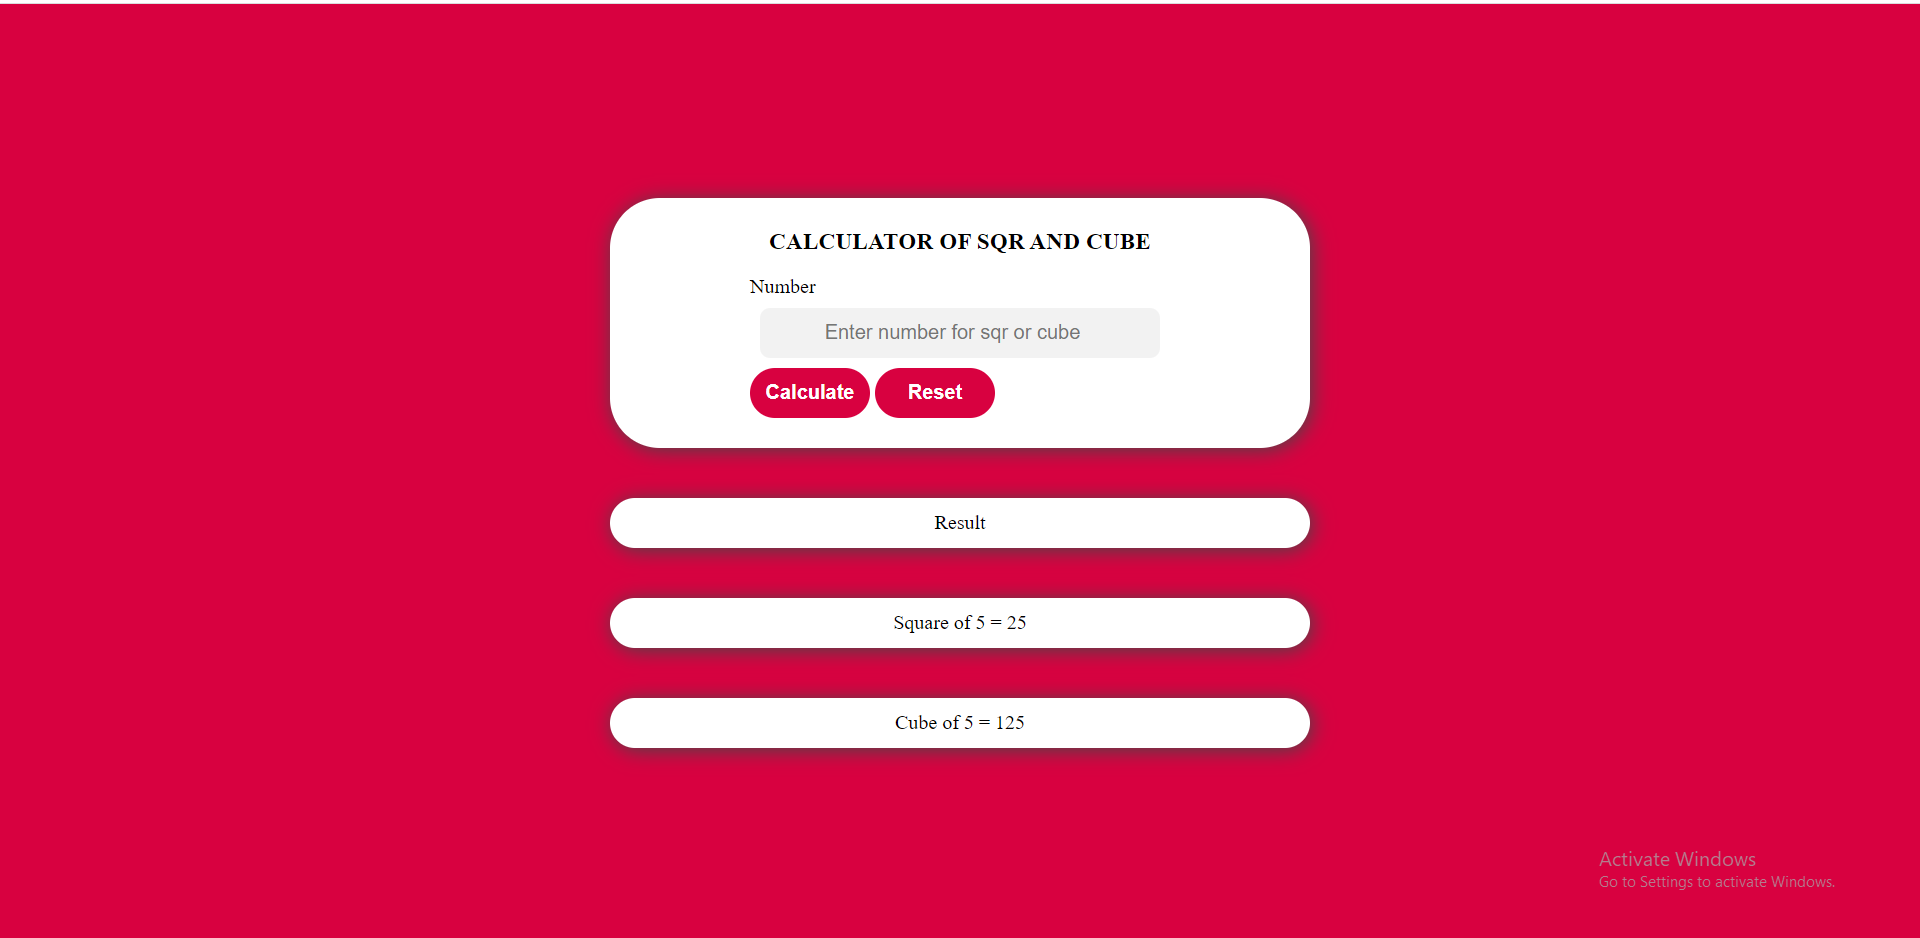 CALCULATOR OF SQR AND CUBE
Number
Enter number for sqr or cube
Calculate Reset
Result
Square of 5 = 25
Cube of 5 = 125
Activate Windows
Go to Settings to activate Windows.